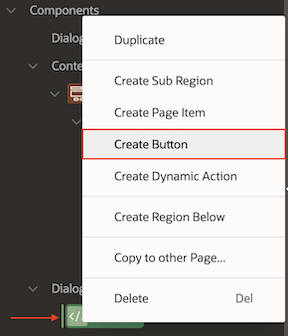 Components
Dialog
Duplicate
Conte
Create Sub Region
Create Page Item
Create Button
Create Dynamic Action
Create Region Below
Copy to other Page...
Dialog
Delete Del